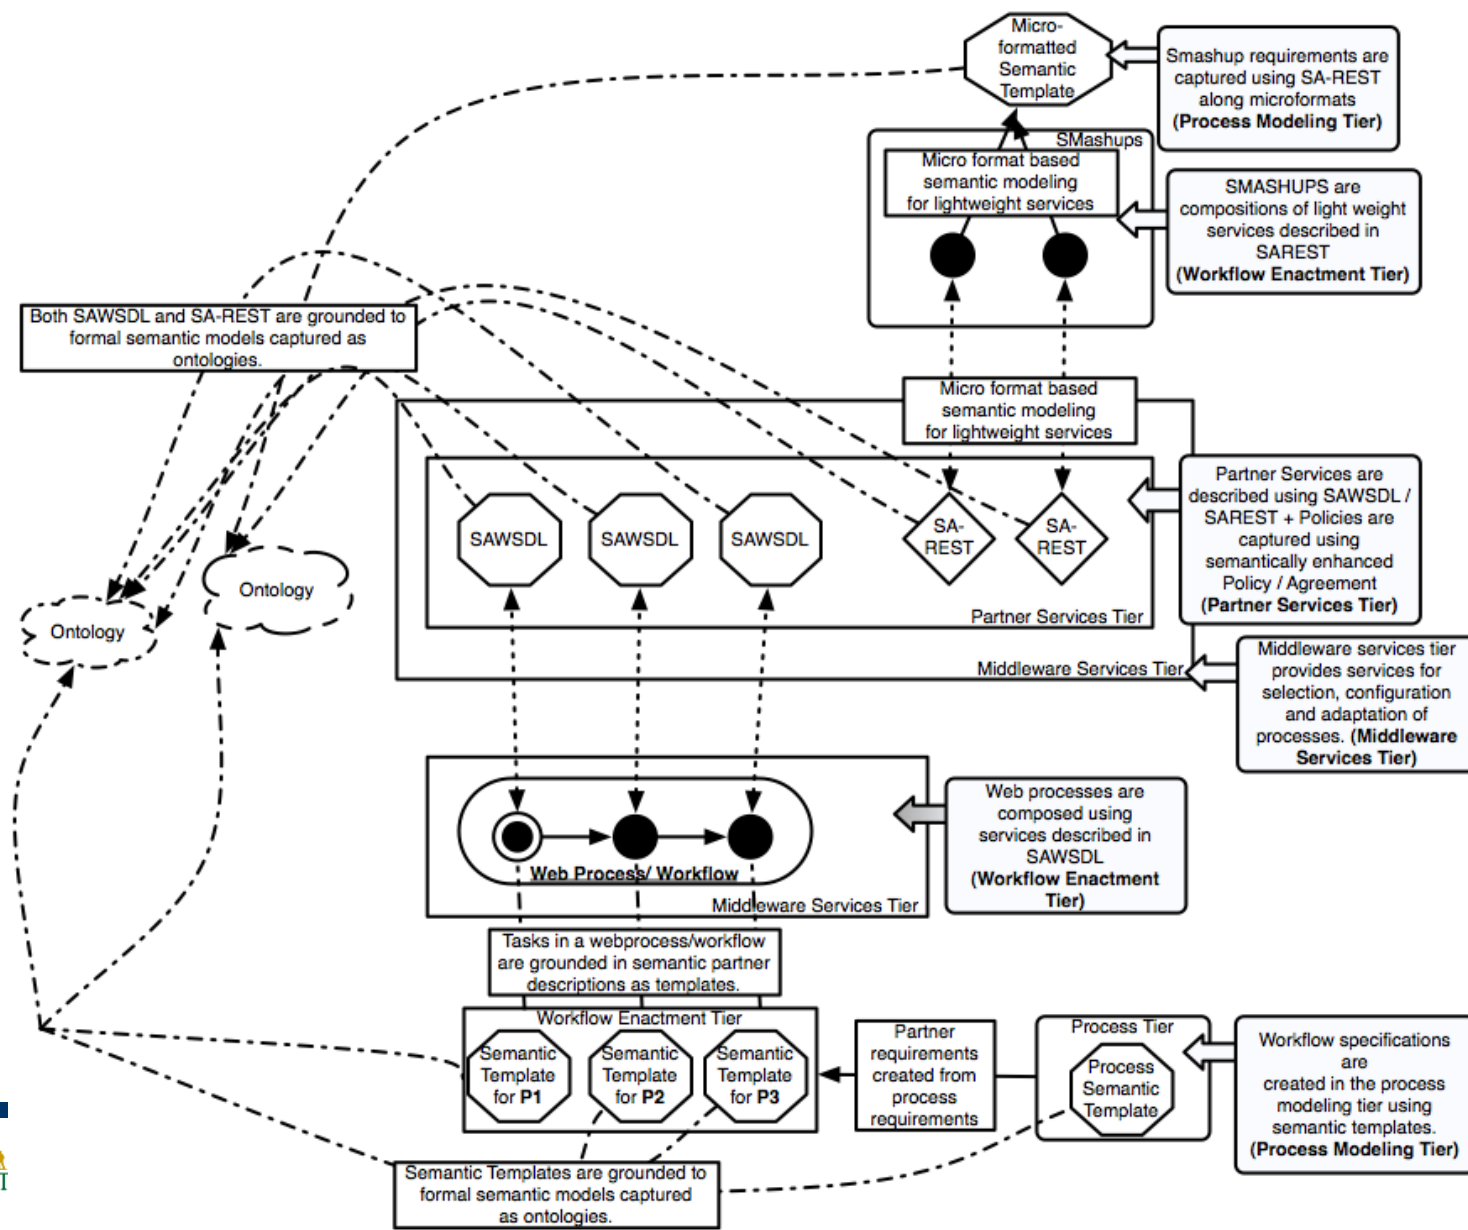 Micro-
formatted
Semantic
Template
Smashup requirements are
captured using SA-REST
along microformats
(Process Modeling Tier)
SMashups
Micro format based
semantic modeling
for lightweight services
SMASHUPS are
compositions of light weight
services described in
SAREST
(Workflow Enactment Tier)
Both SAWSDL and SA-REST are grounded to
formal semantic models captured as
ontologies.
Micro format based
semantic modeling
for lightweight services
SAWSDL
SAWSDL
SAWSDL
SA-
REST
SA-
REST
Partner Services Tier
Partner Services are
described using SAWSDL /
SAREST + Policies are
captured using
semantically enhanced
Policy / Agreement
(Partner Services Tier)
Ontology
Ontology
Middleware Services Tier
Middleware services tier
provides services for
selection, configuration
and adaptation of
processes. (Middleware
Services Tier)
Web Process/ Workflow
Middleware Services Tier
Web processes are
composed using
services described in
SAWSDL
(Workflow Enactment
Tier)
Tasks in a webprocess/workflow
are grounded in semantic partner
descriptions as templates.
Workflow Enactment Tier
Semantic
Template
for P1
Semantic
Template
for P2
Semantic
Template
for P3
Partner
requirements
created from
process
requirements
Process Tier
Process
Semantic
Template
Workflow specifications
are
created in the process
modeling tier using
semantic templates.
(Process Modeling Tier)
Semantic Templates are grounded to
formal semantic models captured
as ontologies.